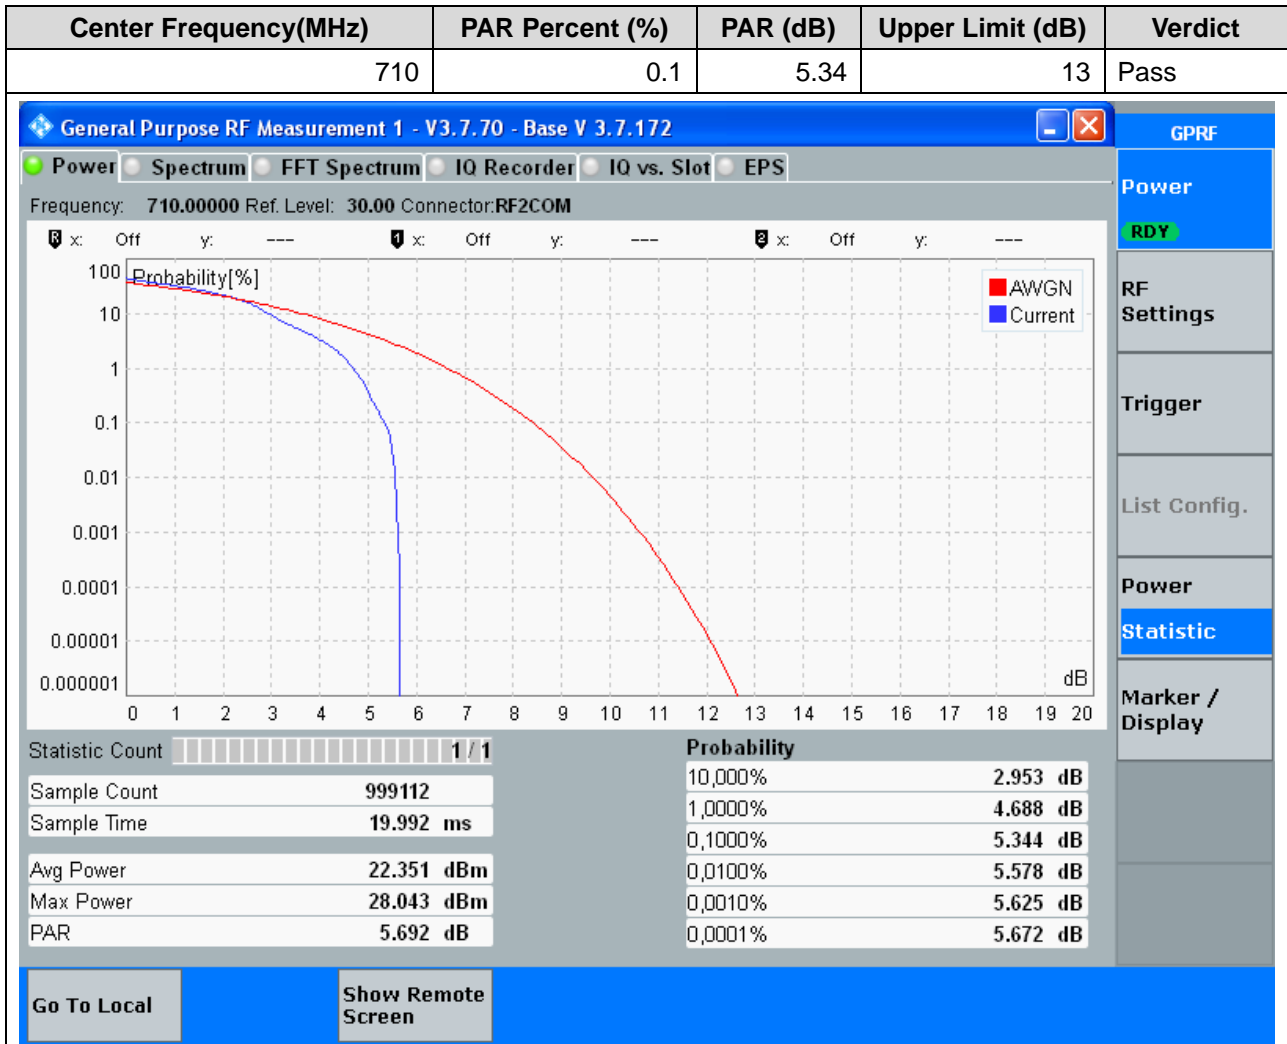 Center Frequency(MHz) PAR Percent (%) PAR (dB) Upper Limit (dB) Verdict
710 0.1 5.34 13 Pass
General Purpose RF Measurement 1 - V3.7.70 - Base V 3.7.172
GPRF
Power Spectrum FFT Spectrum IQ Recorder IQ vs. Slot EPS
Power
RDY
Frequency: 710.00000 Ref. Level: 30.00 Connector:RF2COM
R x: Off y: --- 1 x: Off y: --- 2 x: Off y: ---
Probability[%]
AWGN
Current
100
10
1
0.1
0.01
0.001
0.0001
0.00001
0.000001
dB
0 1 2 3 4 5 6 7 8 9 10 11 12 13 14 15 16 17 18 19 20
RF
Settings
Trigger
List Config.
Power
Statistic
Marker /
Display
Statistic Count 1 / 1
Sample Count 999112
Sample Time 19.992 ms
Avg Power 22.351 dBm
Max Power 28.043 dBm
PAR 5.692 dB
Probability
10,000% 2.953 dB
1,0000% 4.688 dB
0,1000% 5.344 dB
0,0100% 5.578 dB
0,0010% 5.625 dB
0,0001% 5.672 dB
Go To Local
Show Remote
Screen